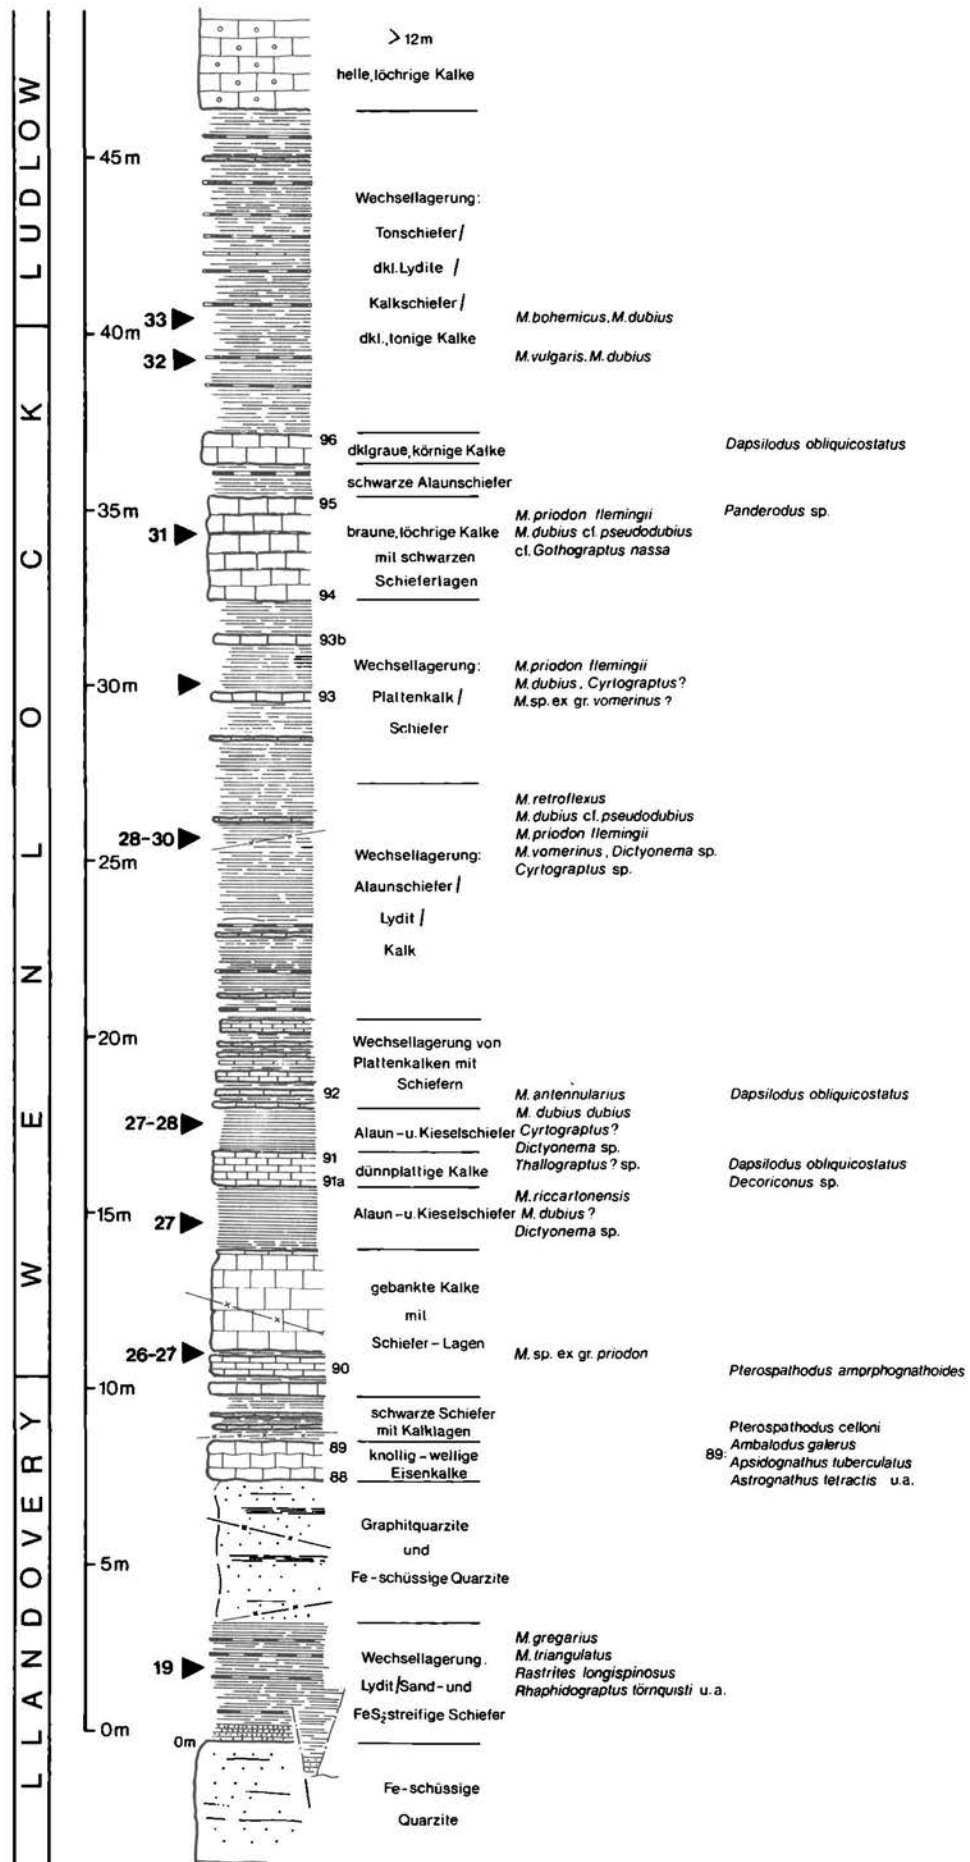 LUDLOW
WENLOCK
LLANDOVERY
> 12m
helle, löchrige Kalke
45m
Wechsellagerung:
Tonschiefer /
dkl. Lydite /
Kalkschiefer /
33 M. bohemicus, M. dubius
40m dkl., tonige Kalke
32 M. vulgaris, M. dubius
96 dklgraue, körnige Kalke Dapsilodus obliquicostatus
schwarze Alaunschiefer
35m 95 M. priodon flemingii Panderodus sp.
31 braune, löchrige Kalke M. dubius cf. pseudodubius
mit schwarzen cf. Gothograptus nassa
Schieferlagen
94
93b
Wechsellagerung: M. priodon flemingii
30m Plattenkalk / M. dubius, Cyrtograptus?
93 M. sp. ex gr. vomerinus ?
Schiefer
M. retroflexus
M. dubius cf. pseudodubius
28-30 M. priodon flemingii
Wechsellagerung: M. vomerinus, Dictyonema sp.
25m Cyrtograptus sp.
Alaunschiefer /
Lydit /
Kalk
20m
Wechsellagerung von
Plattenkalken mit
Schiefern
92 M. antennularius Dapsilodus obliquicostatus
27-28 M. dubius dubius
Alaun-u. Kieselschiefer Cyrtograptus?
Dictyonema sp.
91 dünnplattige Kalke Thallograptus? sp. Dapsilodus obliquicostatus
91a Decoriconus sp.
M. riccartonensis
15m Alaun-u. Kieselschiefer M. dubius ?
27 Dictyonema sp.
gebankte Kalke
mit
Schiefer-Lagen
26-27 M. sp. ex gr. priodon
90 Pterospathodus amorphognathoides
10m
schwarze Schiefer
mit Kalklagen Pterospathodus celloni
89 knollig-wellige 89: Ambalodus galerus
88 Eisenkalke Apsidognathus tuberculatus
Astrognathus tetractis u.a.
Graphitquarzite
und
5m Fe-schüssige Quarzite
M. gregarius
Wechsellagerung. M. triangulatus
19 Lydit/Sand-und Rastrites longispinosus
Rhaphidograptus törnquisti u.a.
FeS2streifige Schiefer
0m
0m
Fe-schüssige
Quarzite